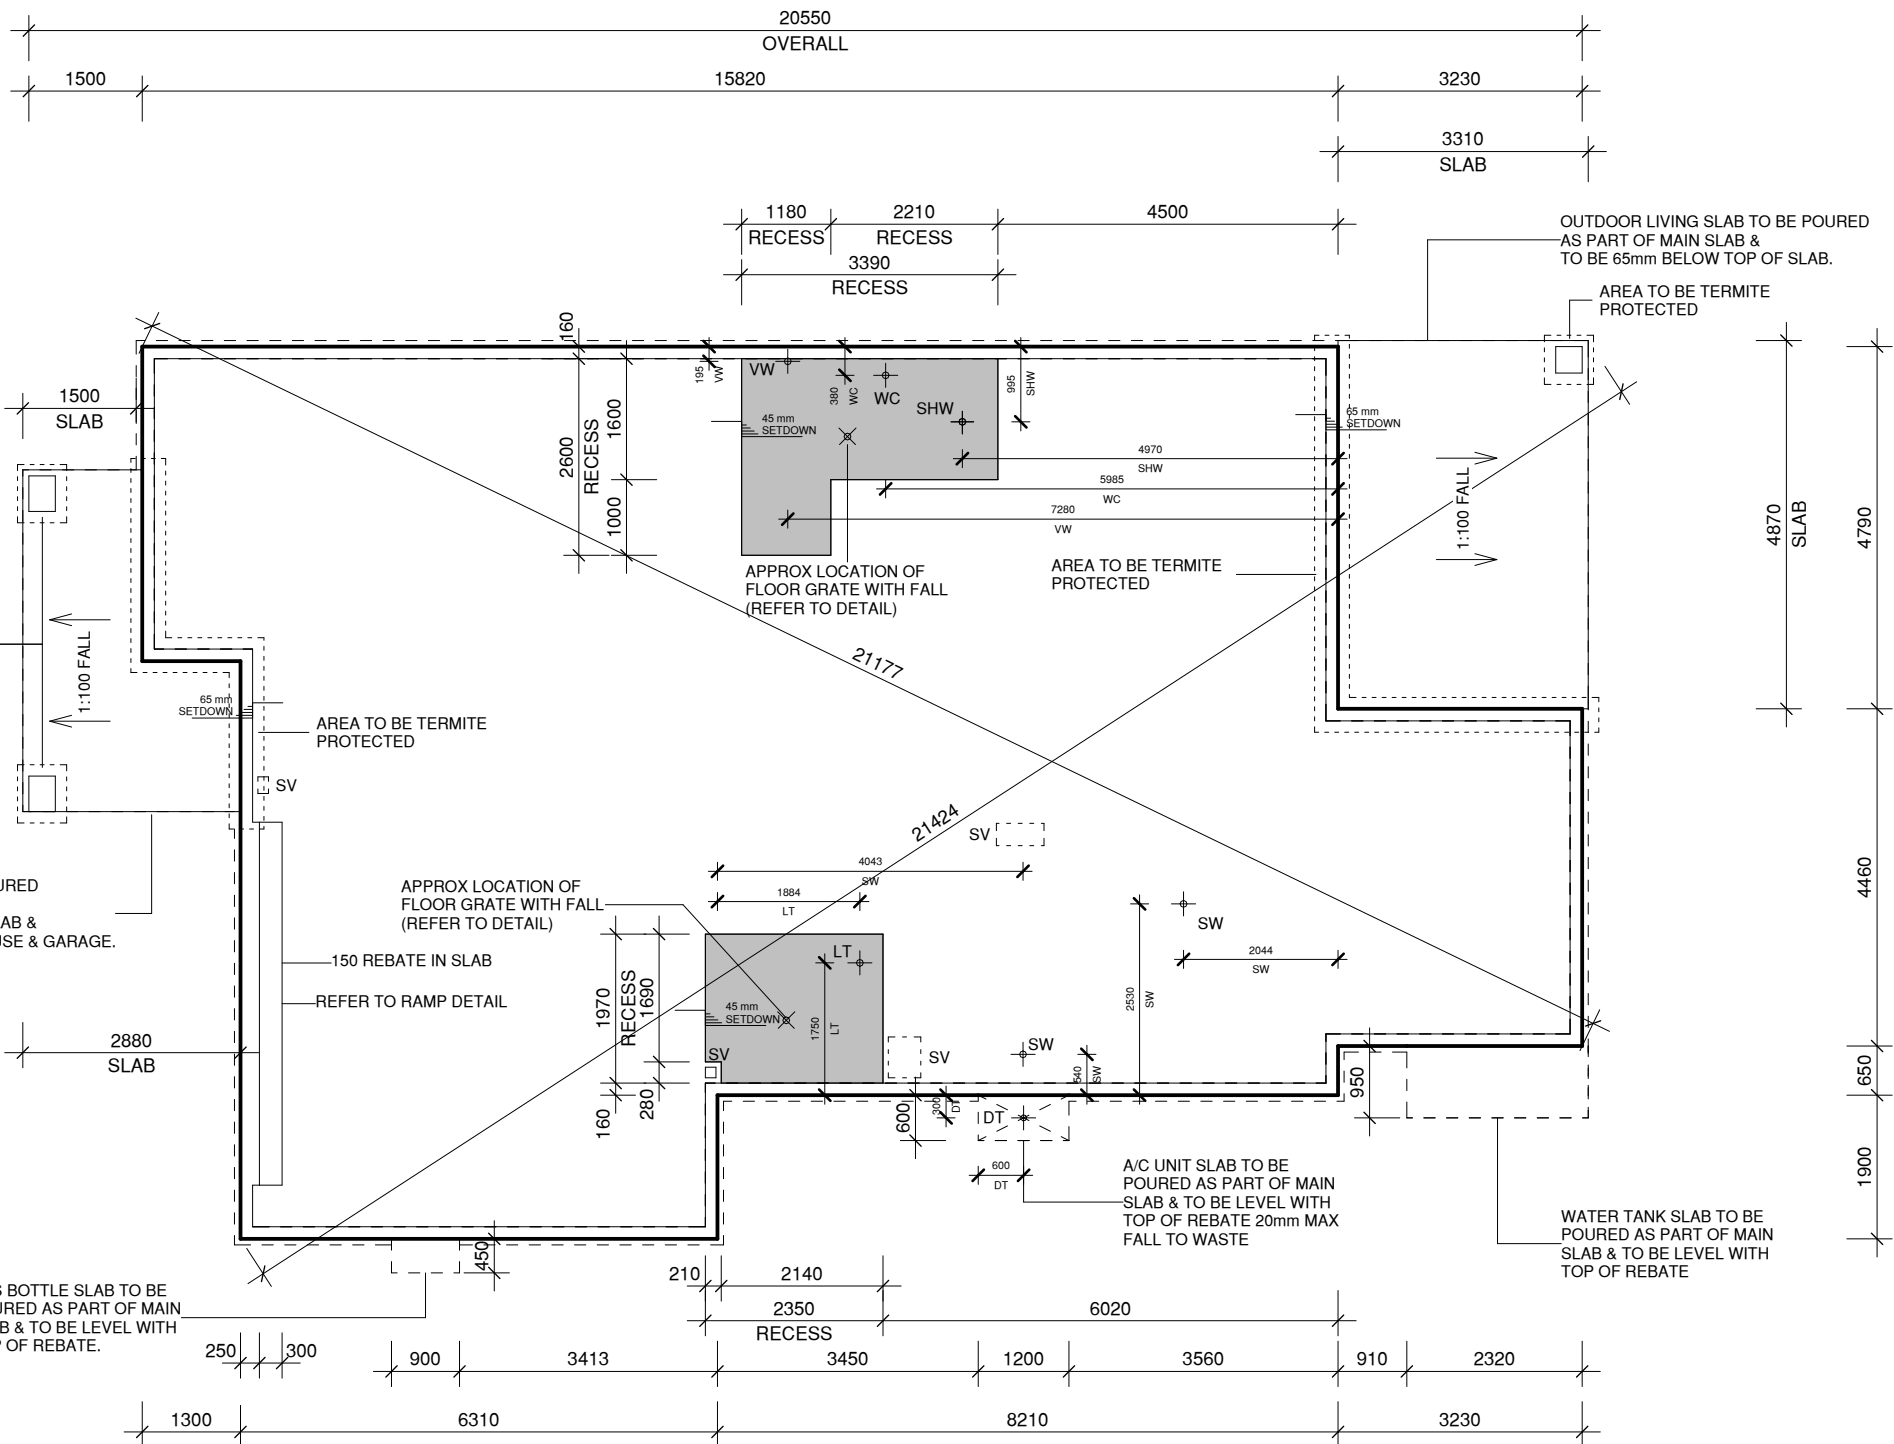 20550
OVERALL
1500
15820
3230
3310
SLAB
1180
RECESS
2210
RECESS
4500
3390
RECESS
OUTDOOR LIVING SLAB TO BE POURED
AS PART OF MAIN SLAB &
TO BE 65mm BELOW TOP OF SLAB.
AREA TO BE TERMITE
PROTECTED
160
195
VW
VW
380
WC
WC
SHW
995
SHW
45 mm
SETDOWN
65 mm
SETDOWN
1500
SLAB
2600
RECESS
1600
1000
4970
SHW
5985
WC
7280
VW
1:100 FALL
4870
SLAB
4790
APPROX LOCATION OF
FLOOR GRATE WITH FALL
(REFER TO DETAIL)
AREA TO BE TERMITE
PROTECTED
1:100 FALL
21177
65 mm
SETDOWN
AREA TO BE TERMITE
PROTECTED
SV
21424
SV
4043
SW
1884
LT
4460
APPROX LOCATION OF
FLOOR GRATE WITH FALL
(REFER TO DETAIL)
URED
AB &
USE & GARAGE.
150 REBATE IN SLAB
REFER TO RAMP DETAIL
1970
RECESS
1690
LT
45 mm
SETDOWN
1750
LT
SW
2530
SW
2044
SW
2880
SLAB
SV
SV
SW
540
SW
950
650
160
280
600
300
DT
DT
600
DT
A/C UNIT SLAB TO BE
POURED AS PART OF MAIN
SLAB & TO BE LEVEL WITH
TOP OF REBATE 20mm MAX
FALL TO WASTE
1900
WATER TANK SLAB TO BE
POURED AS PART OF MAIN
SLAB & TO BE LEVEL WITH
TOP OF REBATE
450
S BOTTLE SLAB TO BE
URED AS PART OF MAIN
B & TO BE LEVEL WITH
P OF REBATE.
210
2140
2350
RECESS
6020
250
300
900
3413
3450
1200
3560
910
2320
1300
6310
8210
3230